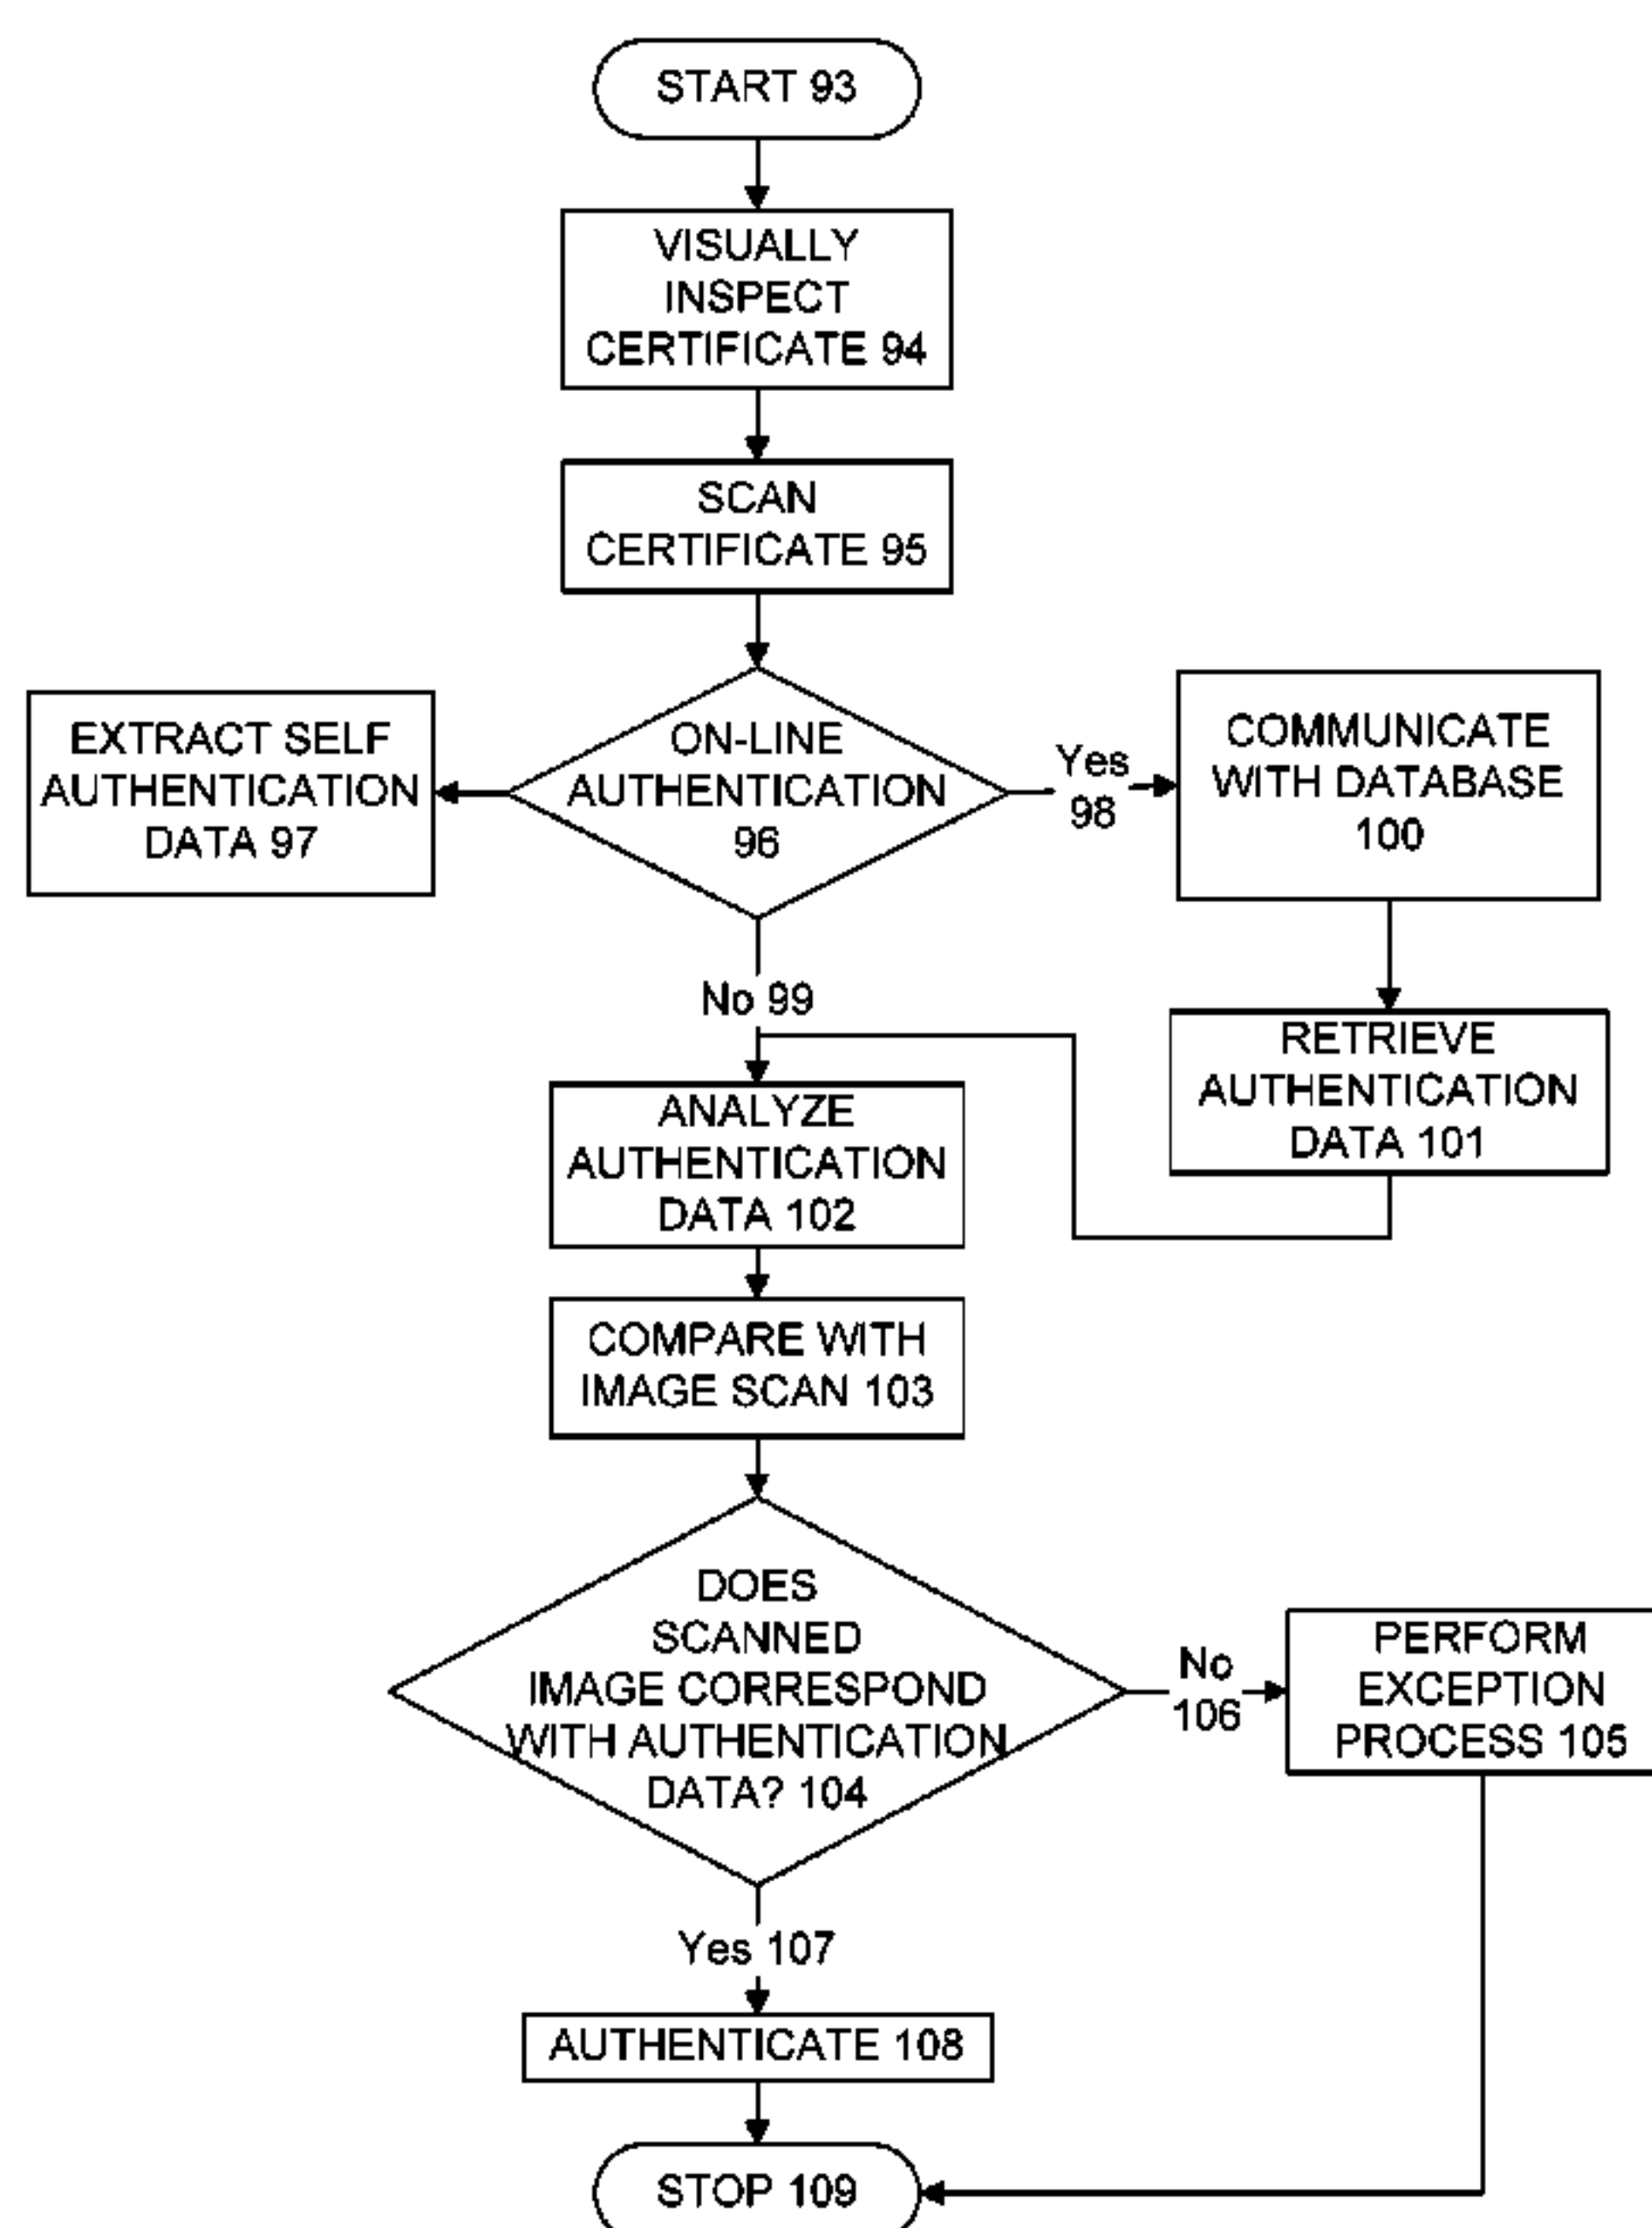 START 93
VISUALLY
INSPECT
CERTIFICATE 94
SCAN
CERTIFICATE 95
EXTRACT SELF
AUTHENTICATION
DATA 97
ON-LINE
AUTHENTICATION
96
Yes
98
COMMUNICATE
WITH DATABASE
100
No 99
RETRIEVE
AUTHENTICATION
DATA 101
ANALYZE
AUTHENTICATION
DATA 102
COMPARE WITH
IMAGE SCAN 103
DOES
SCANNED
IMAGE CORRESPOND
WITH AUTHENTICATION
DATA? 104
No
106
PERFORM
EXCEPTION
PROCESS 105
Yes 107
AUTHENTICATE 108
STOP 109